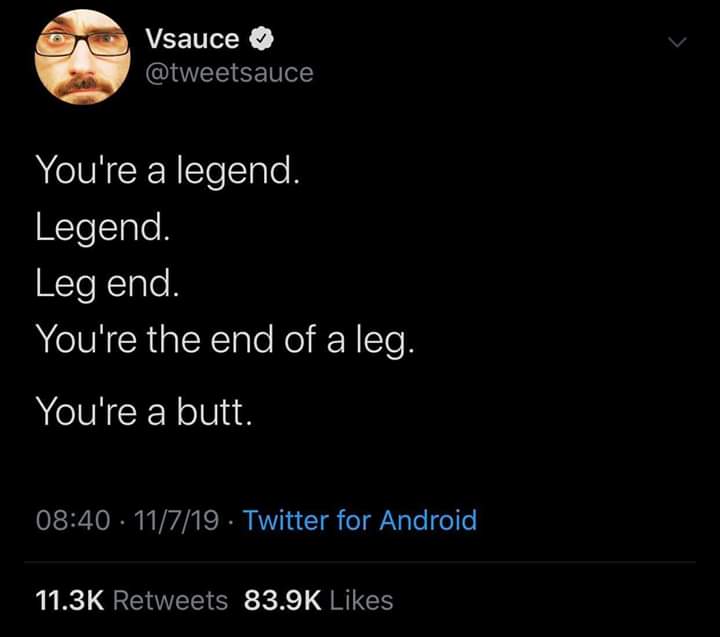 Vsauce
@tweetsauce
You're a legend.
Legend.
Leg end.
You're the end of a leg.
You're a butt.
08:40 · 11/7/19 · Twitter for Android
11.3K Retweets 83.9K Likes